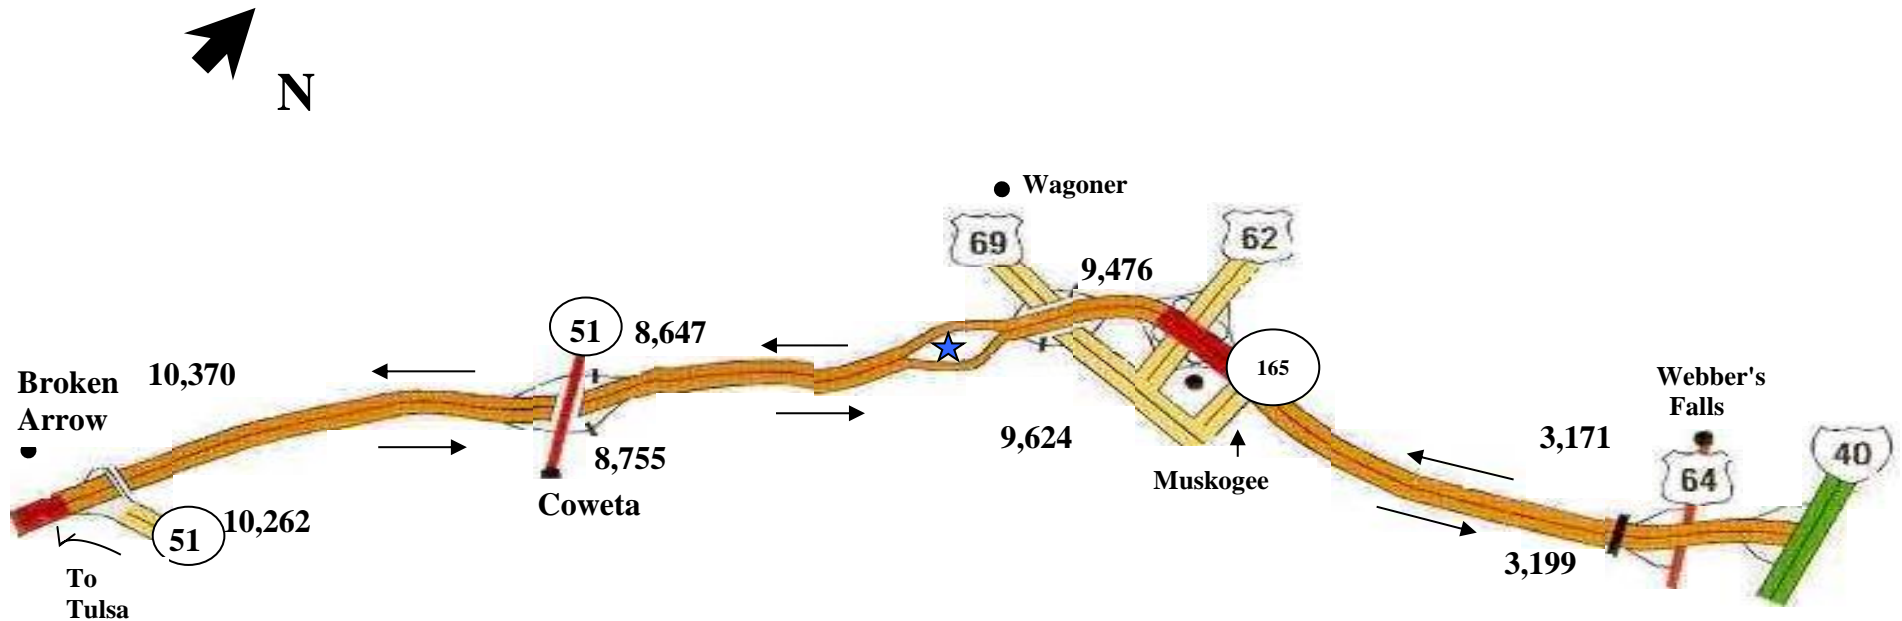 N
Wagoner
69
62
9,476
51
8,647
165
Broken
Arrow
10,370
Webber's
Falls
9,624
3,171
40
8,755
Muskogee
64
Coweta
10,262
51
3,199
To
Tulsa